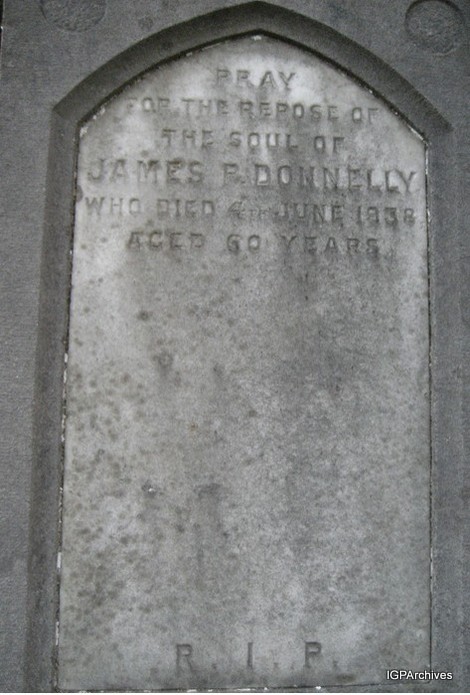 PRAY
FOR THE REPOSE OF
THE SOUL OF
JAMES P. DONNELLY
WHO DIED 4TH JUNE 1938
AGED 60 YEARS.
R. I. P.
IGPArchives